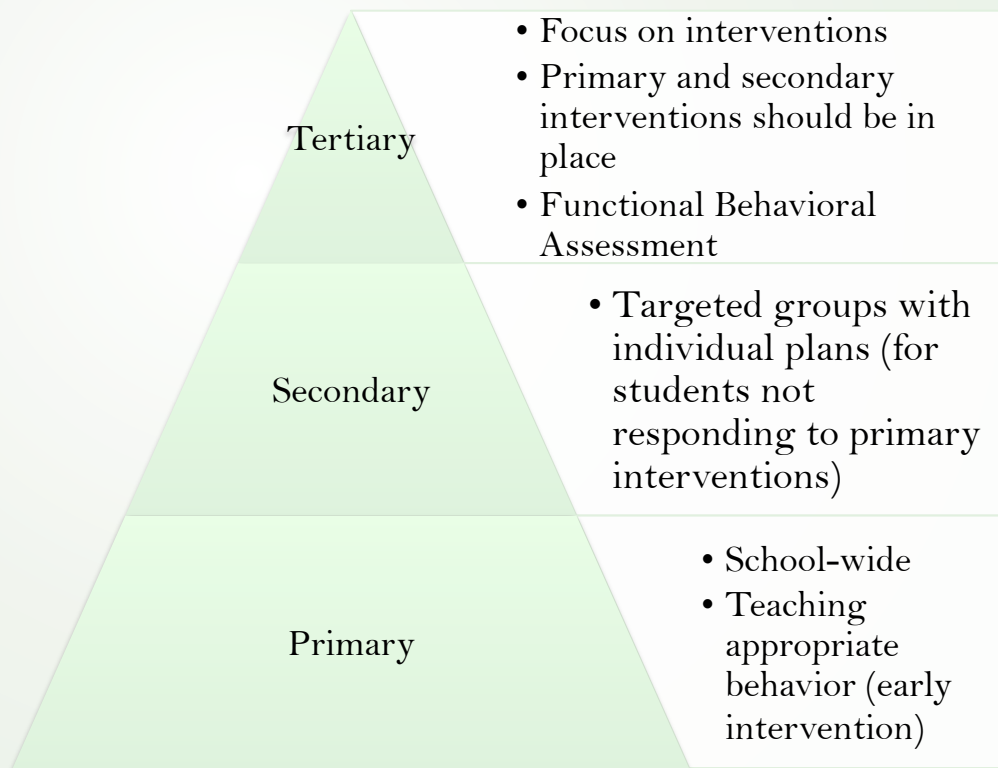 Tertiary
• Focus on interventions
• Primary and secondary
interventions should be in
place
• Functional Behavioral
Assessment
Secondary
• Targeted groups with
individual plans (for
students not
responding to primary
interventions)
Primary
• School-wide
• Teaching
appropriate
behavior (early
intervention)